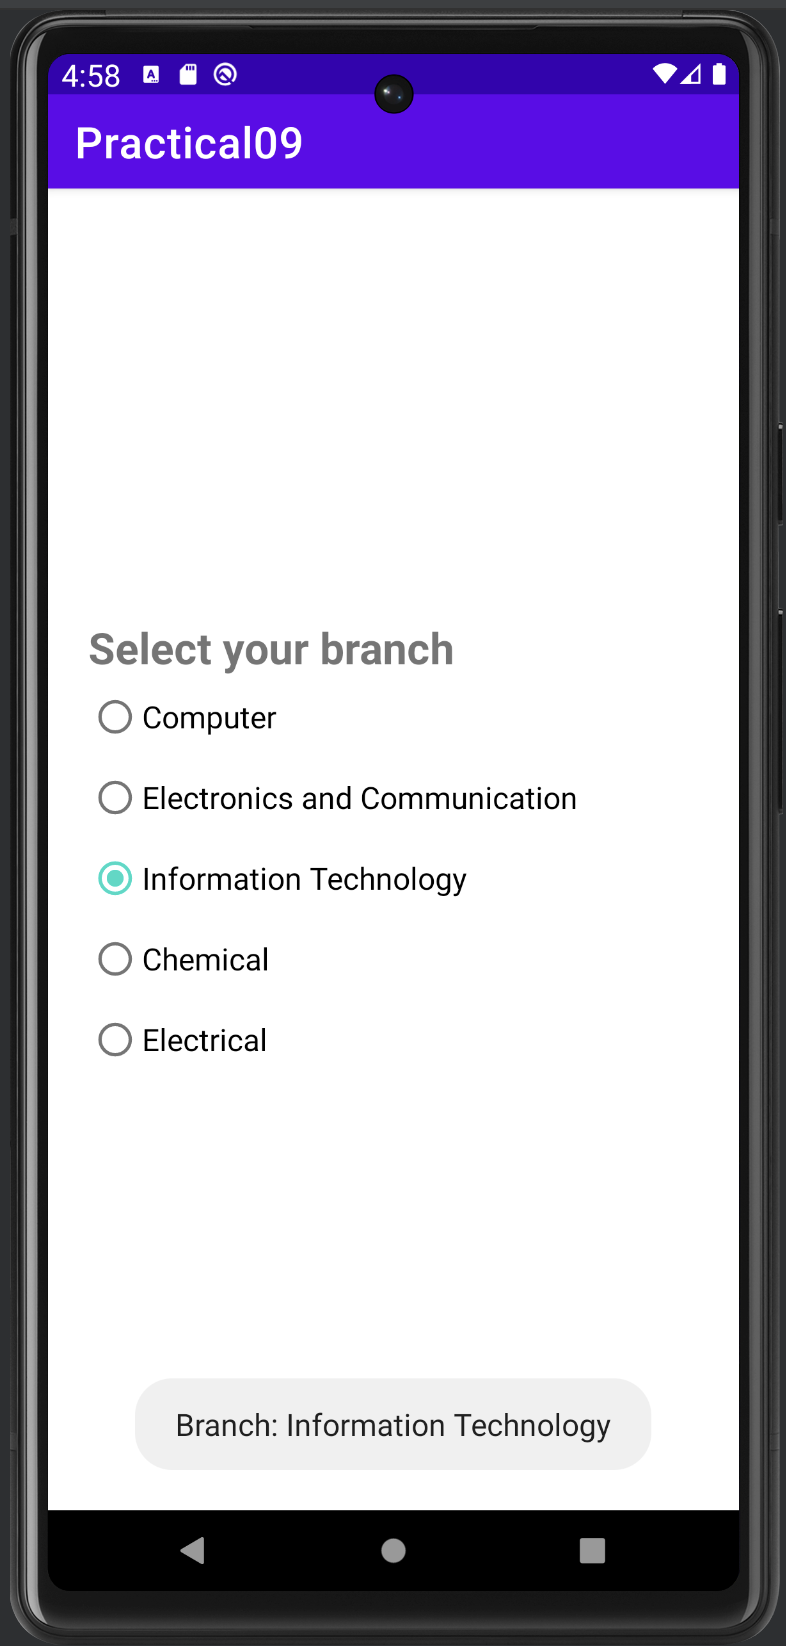 4:58
Practical09
Select your branch
Computer
Electronics and Communication
Information Technology
Chemical
Electrical
Branch: Information Technology